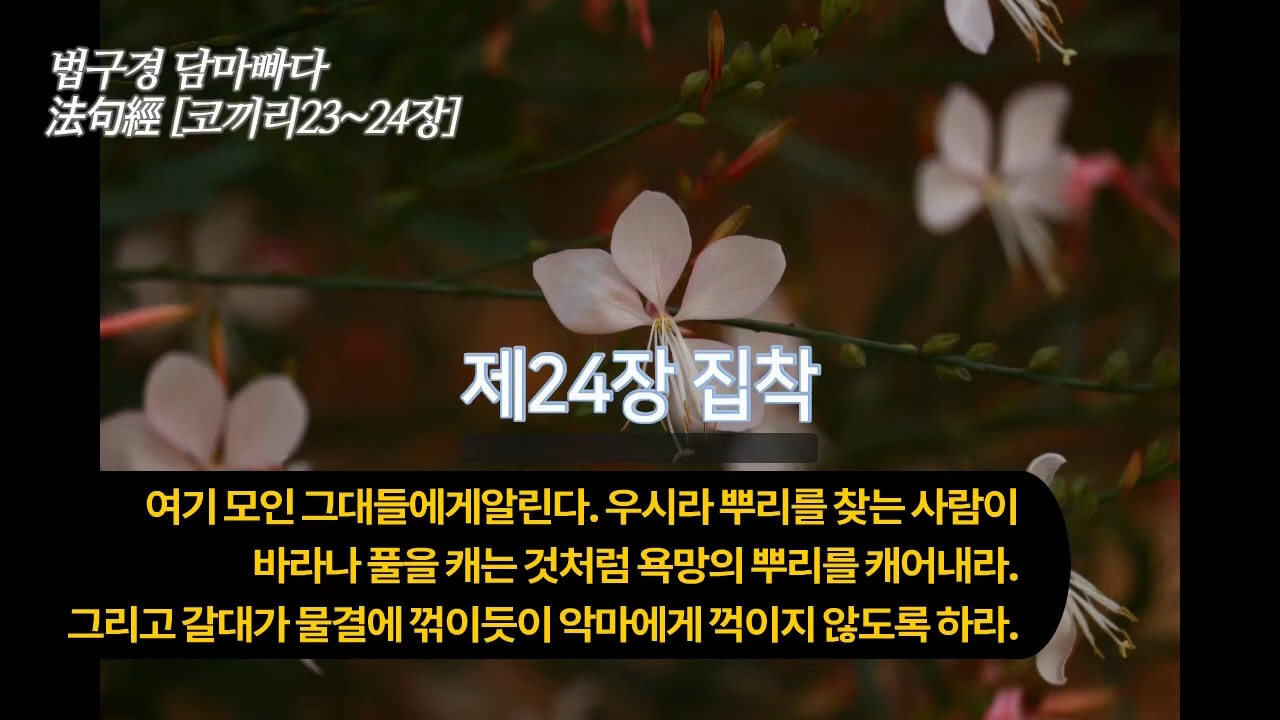 법구경 담마빠다
法句經 [코끼리23~24장]
제24장 집착
여기 모인 그대들에게알린다. 우시라 뿌리를 찾는 사람이
바라나 풀을 캐는 것처럼 욕망의 뿌리를 캐어내라.
그리고 갈대가 물결에 꺾이듯이 악마에게 꺽이지 않도록 하라.